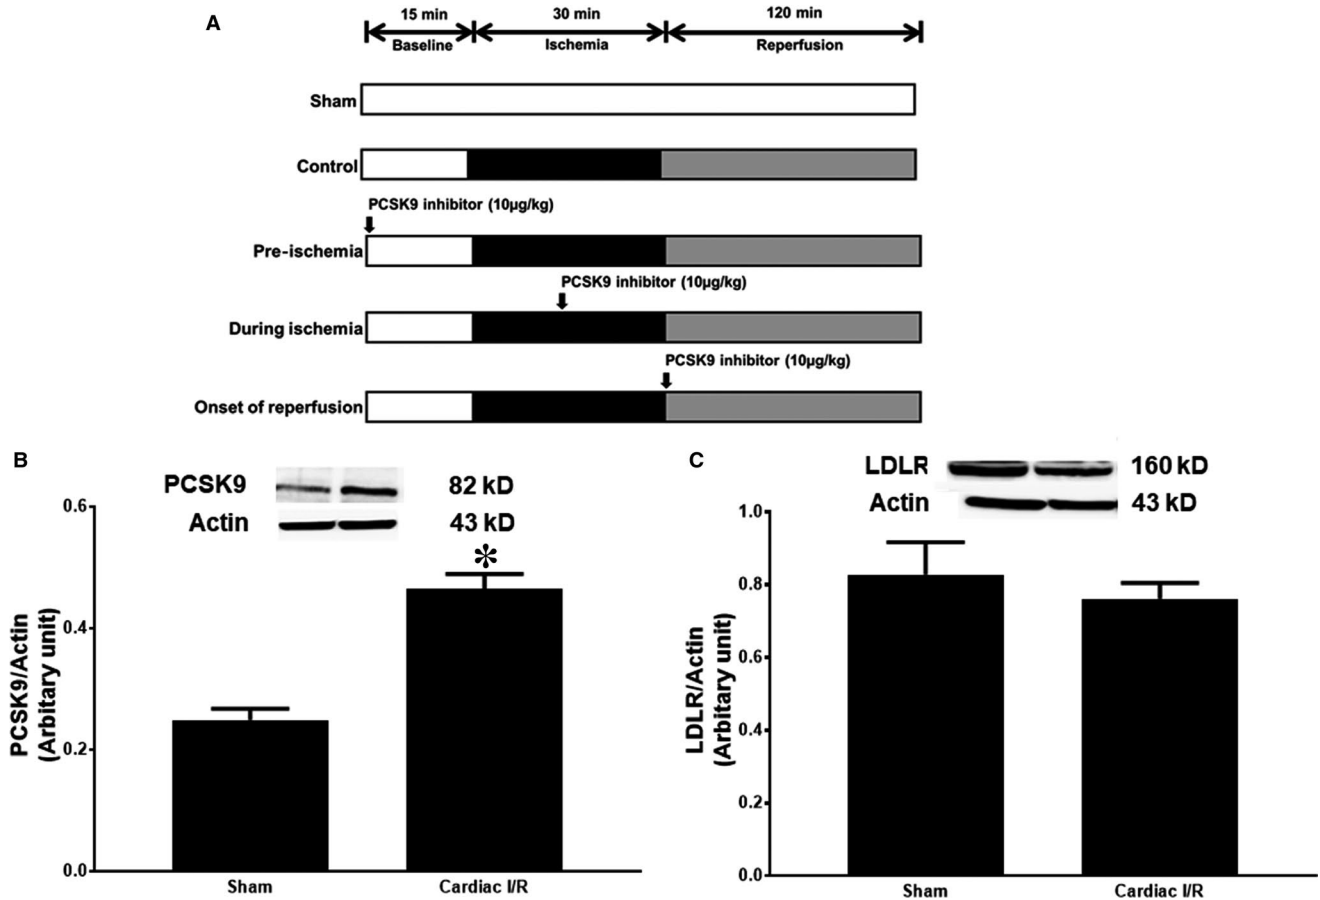 A
15 min
30 min
120 min
Baseline
Ischemia
Reperfusion
Sham
Control
PCSK9 inhibitor (10µg/kg)
Pre-ischemia
PCSK9 inhibitor (10µg/kg)
During ischemia
PCSK9 inhibitor (10µg/kg)
Onset of reperfusion
B
PCSK9 82 kD
Actin 43 kD
*
PCSK9/Actin
(Arbitary unit)
0.6
0.4
0.2
0.0
Sham
Cardiac I/R
C
LDLR 160 kD
Actin 43 kD
LDLR/Actin
(Arbitary unit)
1.0
0.8
0.6
0.4
0.2
0.0
Sham
Cardiac I/R